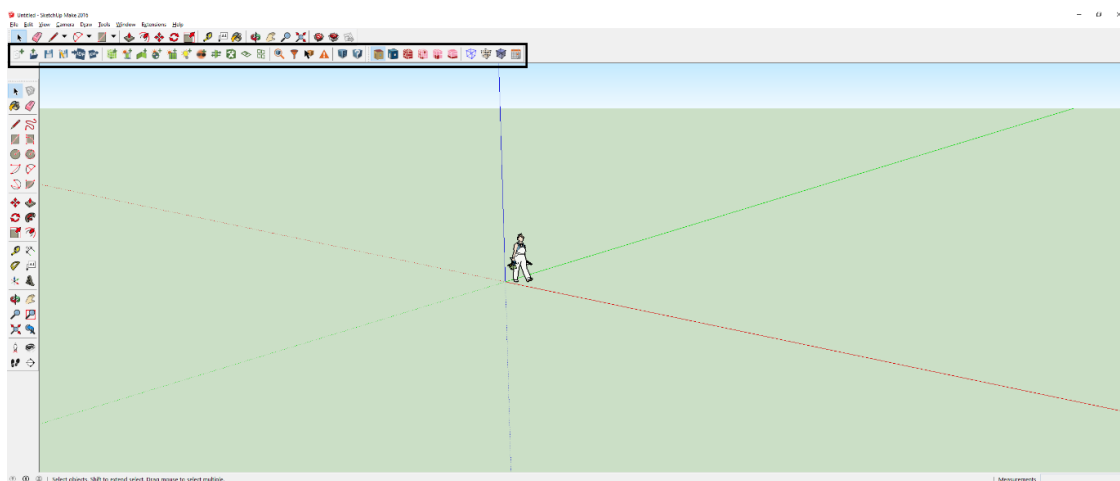 Untitled - SketchUp Make 2016
File Edit View Camera Draw Tools Window Extensions Help
Select objects. Shift to extend select. Drag mouse to select multiple.
Measurements